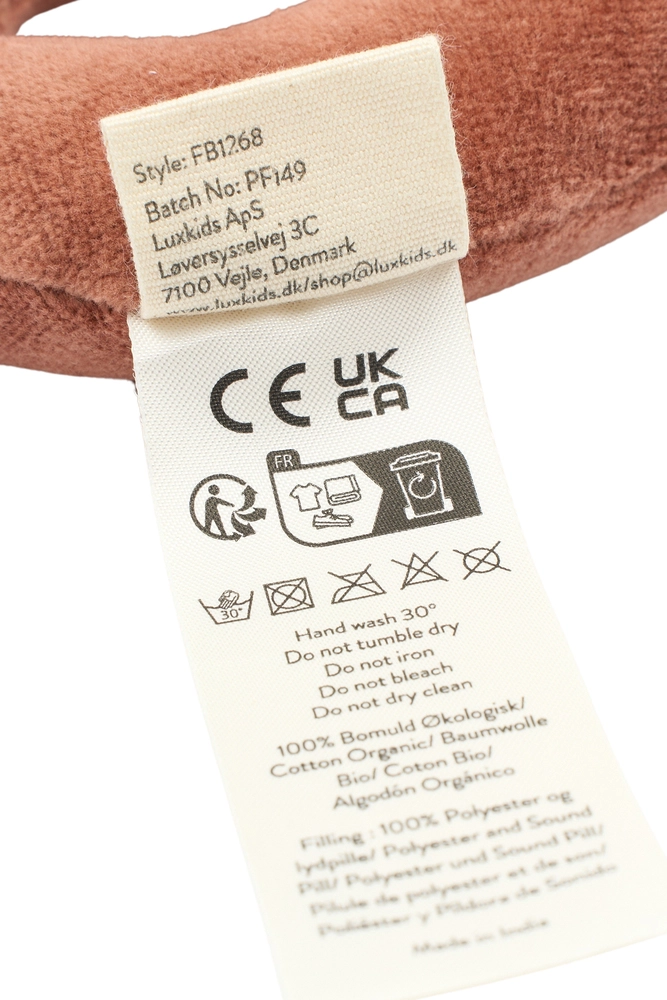 Style: FB1268
Batch No: PF149
Luxkids ApS
Løversysselvej 3C
7100 Vejle, Denmark
www.luxkids.dk/shop@luxkids.dk
CE UK
CA
FR
30°
Hand wash 30°
Do not tumble dry
Do not iron
Do not bleach
Do not dry clean
100% Bomuld Økologisk/
Cotton Organic/ Baumwolle
Bio/ Coton Bio/
Algodón Orgánico
Filling : 100% Polyester og
lydpille/ Polyester and Sound
Pill/ Polyester und Sound Pill/
Pilule de polyester et de son/
Poliéster y Píldora de Sonido
Made in India